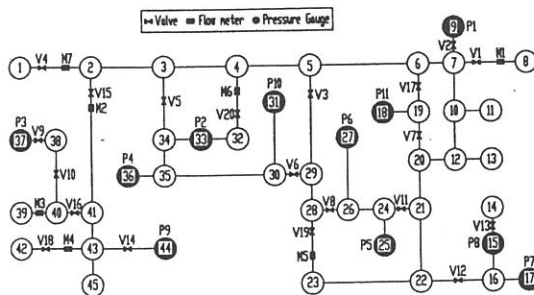 Valve Flow meter Pressure Gauge
9 P1
V2
1 V4 M7 2 3 4 5 6 7 V1 M1 8
V15 M6 P10 V17
M2 V5 31 V3 P6 P11 18 19 10 11
P3 P2 V20 27
37 V9 38 34 33 32 V7
P4 20 12 13
V10 36 35 30 V6 29
39 M3 40 V16 41 28 V8 26 24 V11 21 14
V19 V13
42 V18 M4 43 V14 P9 44 P5 25 P8 15
M5 P7
45 23 22 V12 16 17